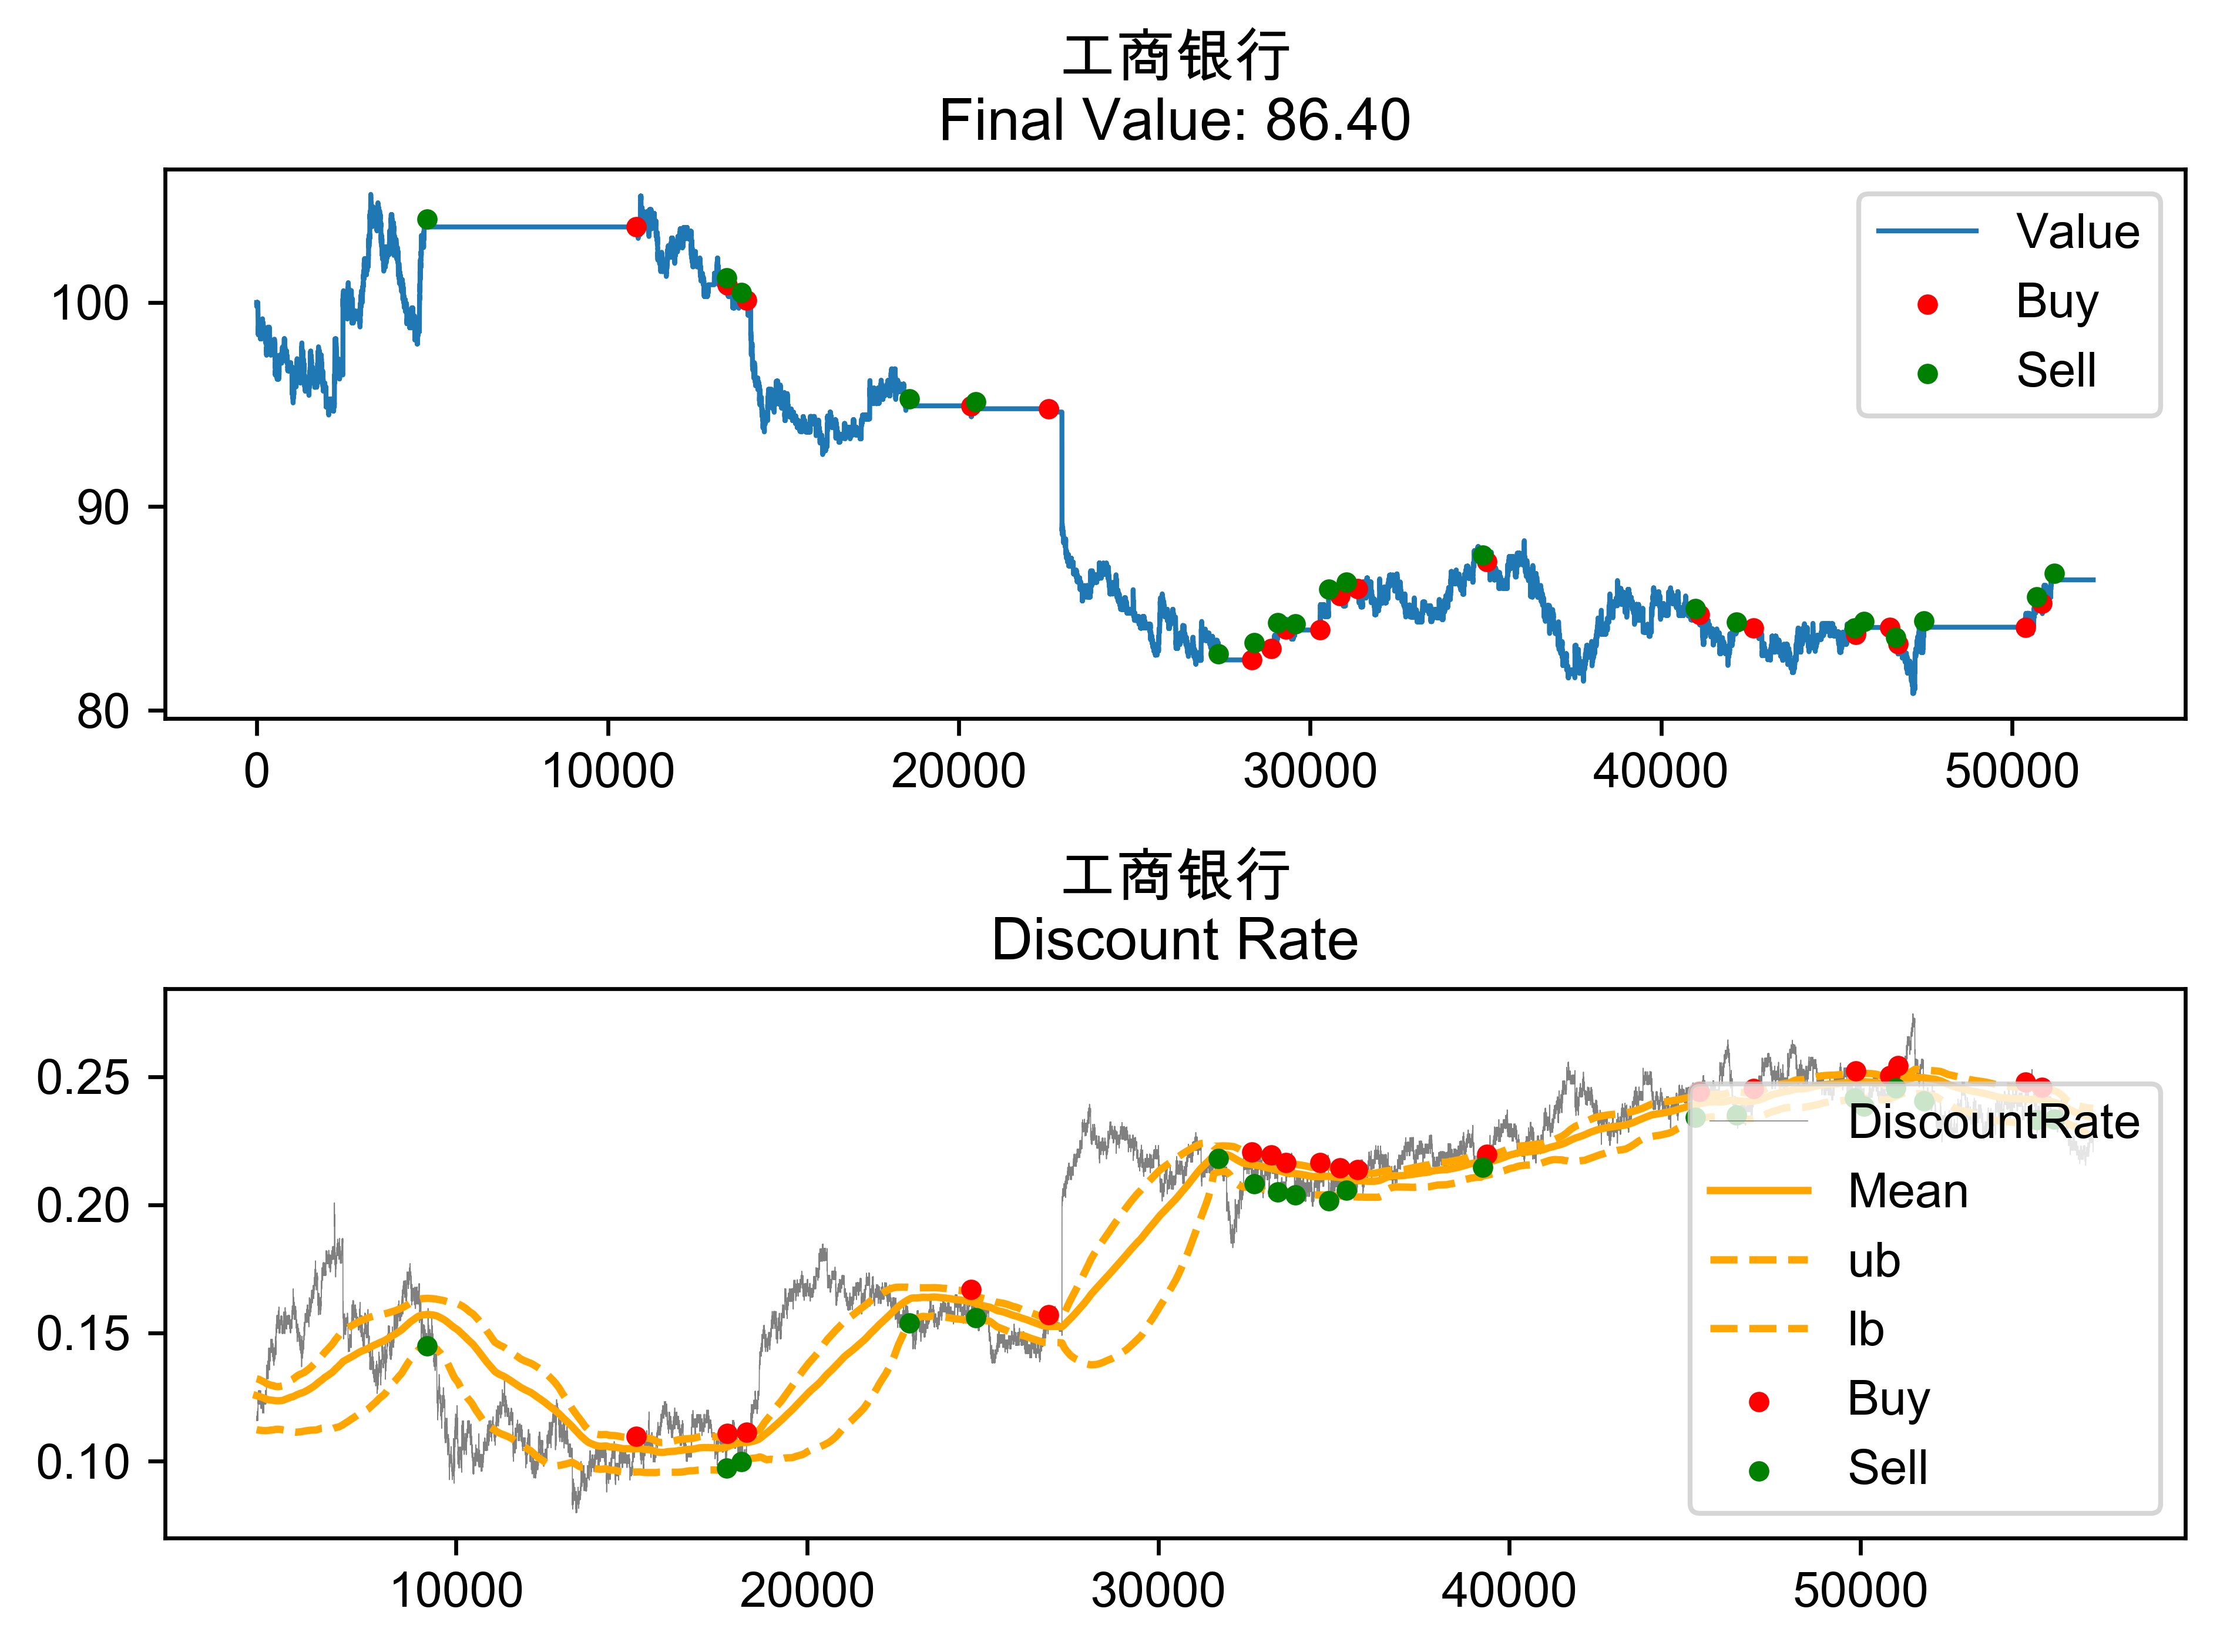 工商银行
Final Value: 86.40
100
90
80
0 10000 20000 30000 40000 50000
Value
Buy
Sell
工商银行
Discount Rate
0.25
0.20
0.15
0.10
10000 20000 30000 40000 50000
DiscountRate
Mean
ub
lb
Buy
Sell